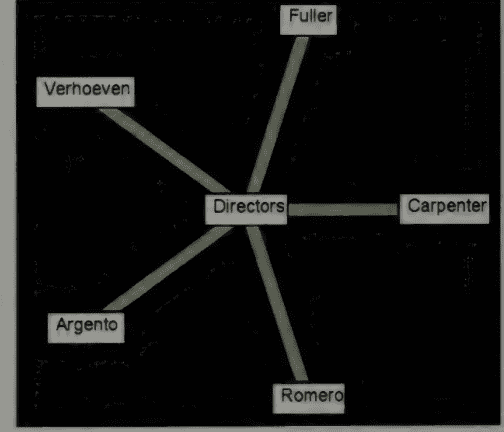 Fuller
Verhoeven
Directors
Carpenter
Argento
Romero